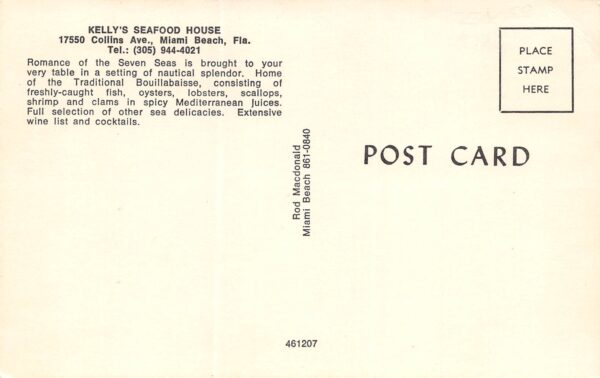 KELLY'S SEAFOOD HOUSE
17550 Collins Ave., Miami Beach, Fla.
Tel.: (305) 944-4021
Romance of the Seven Seas is brought to your
very table in a setting of nautical splendor. Home
of the Traditional Bouillabaisse, consisting of
freshly-caught fish, oysters, lobsters, scallops,
shrimp and clams in spicy Mediterranean juices.
Full selection of other sea delicacies. Extensive
wine list and cocktails.
Rod Macdonald
Miami Beach 861-0840
PLACE
STAMP
HERE
POST CARD
461207